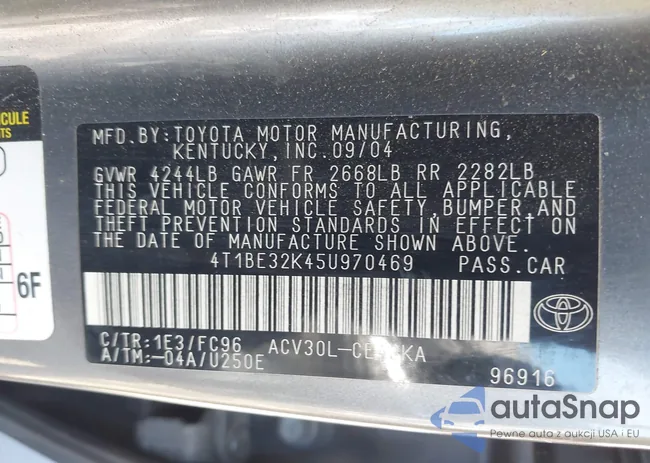 ICULE
TS
6F
MFD.BY: TOYOTA MOTOR MANUFACTURING,
KENTUCKY, INC. 09/04
GVWR 4244LB GAWR FR 2668LB RR 2282LB
THIS VEHICLE CONFORMS TO ALL APPLICABLE
FEDERAL MOTOR VEHICLE SAFETY, BUMPER, AND
THEFT PREVENTION STANDARDS IN EFFECT ON
THE DATE OF MANUFACTURE SHOWN ABOVE.
4T1BE32K45U970469 PASS.CAR
C/TR:1E3/FC96
A/TM:-04A/U250E
96916
autaSnap
Pewne auta z aukcji USA i EU